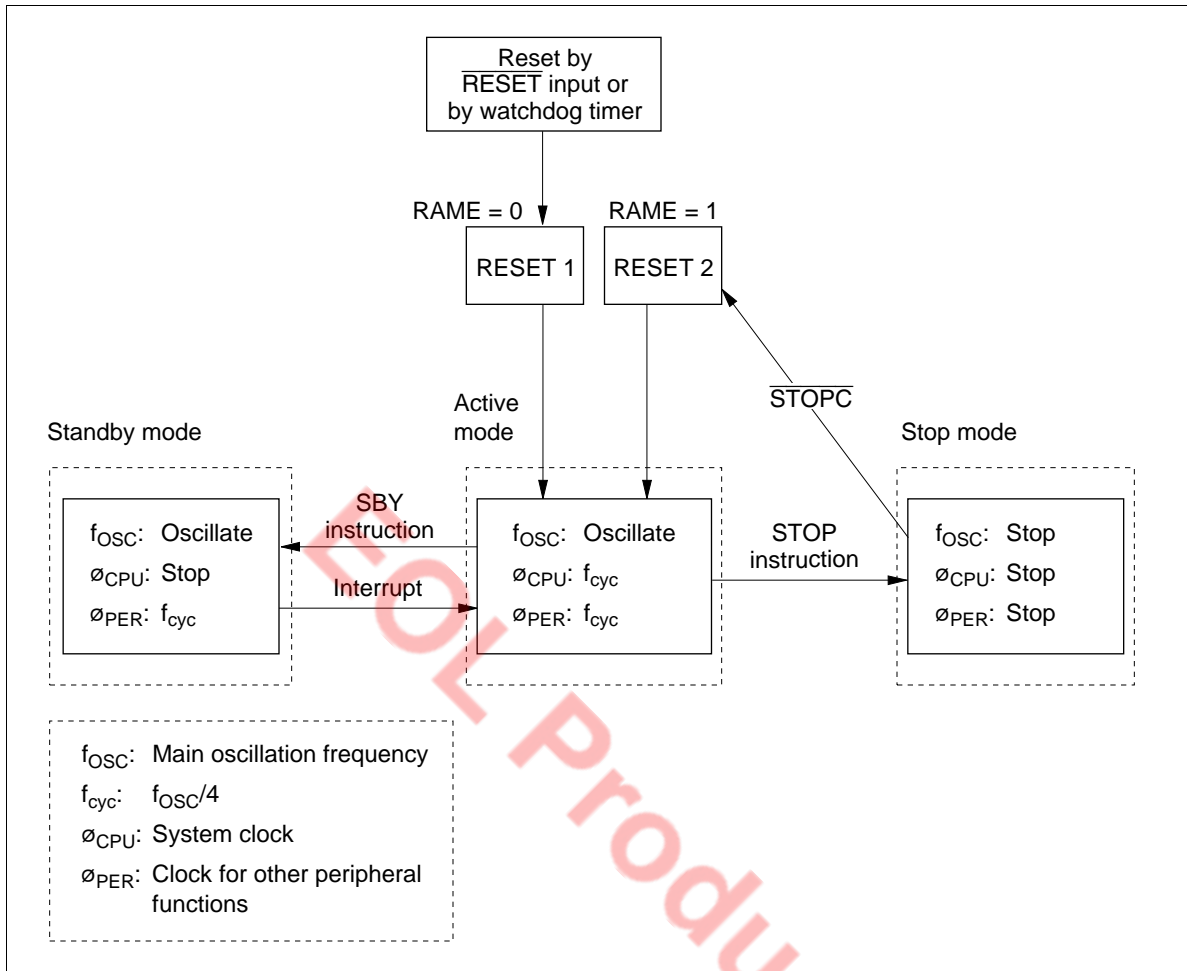 Reset by
RESET input or
by watchdog timer
RAME = 0
RAME = 1
RESET 1
RESET 2
STOPC
Active
mode
Standby mode
Stop mode
SBY
instruction
Interrupt
STOP
instruction
fOSC: Oscillate
øCPU: Stop
øPER: fcyc
fOSC: Oscillate
øCPU: fcyc
øPER: fcyc
fOSC: Stop
øCPU: Stop
øPER: Stop
fOSC: Main oscillation frequency
fcyc: fOSC/4
øCPU: System clock
øPER: Clock for other peripheral
functions
EOL Produ